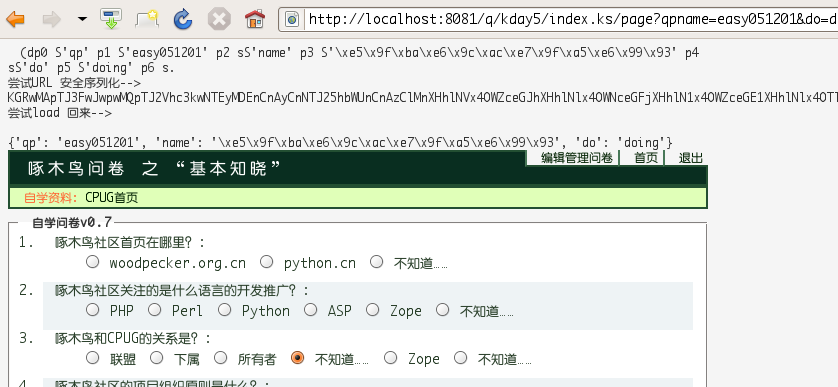 http://localhost:8081/q/kday5/index.ks/page?qpname=easy051201&do=d
(dp0 S'qp' p1 S'easy051201' p2 sS'name' p3 S'\xe5\x9f\xba\xe6\x9c\xac\xe7\x9f\xa5\xe6\x99\x93' p4
sS'do' p5 S'doing' p6 s.
尝试URL 安全序列化-->
尝试load 回来-->
{'qp': 'easy051201', 'name': '\xe5\x9f\xba\xe6\x9c\xac\xe7\x9f\xa5\xe6\x99\x93', 'do': 'doing'}
编辑管理问卷 首页 退出
啄木鸟问卷 之 “基本知晓”
自学资料: CPUG首页
自学问卷v0.7
1. 啄木鸟社区首页在哪里? :
woodpecker.org.cn python.cn 不知道……
2. 啄木鸟社区关注的是什么语言的开发推广? :
PHP Perl Python ASP Zope 不知道……
3. 啄木鸟和CPUG的关系是? :
联盟 下属 所有者 不知道…… Zope 不知道……
4. 啄木鸟社区的项目组织原则是什么? :